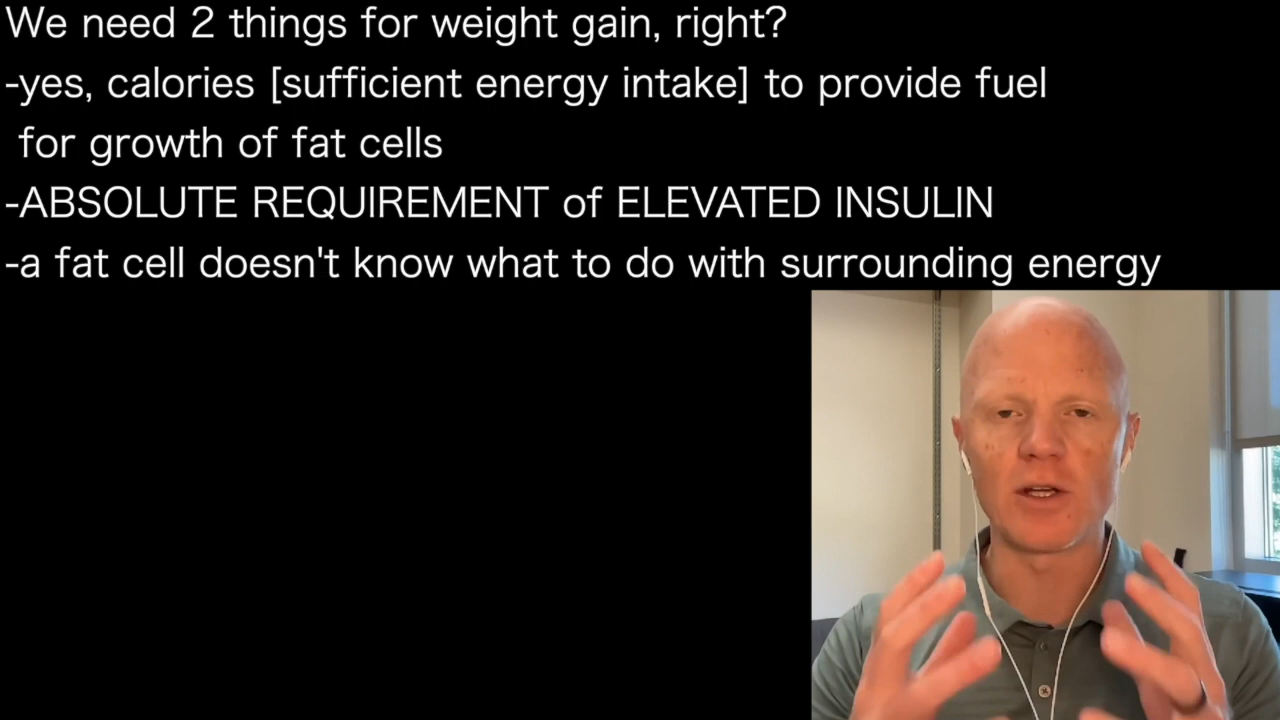 We need 2 things for weight gain, right?
-yes, calories [sufficient energy intake] to provide fuel
for growth of fat cells
-ABSOLUTE REQUIREMENT of ELEVATED INSULIN
-a fat cell doesn't know what to do with surrounding energy